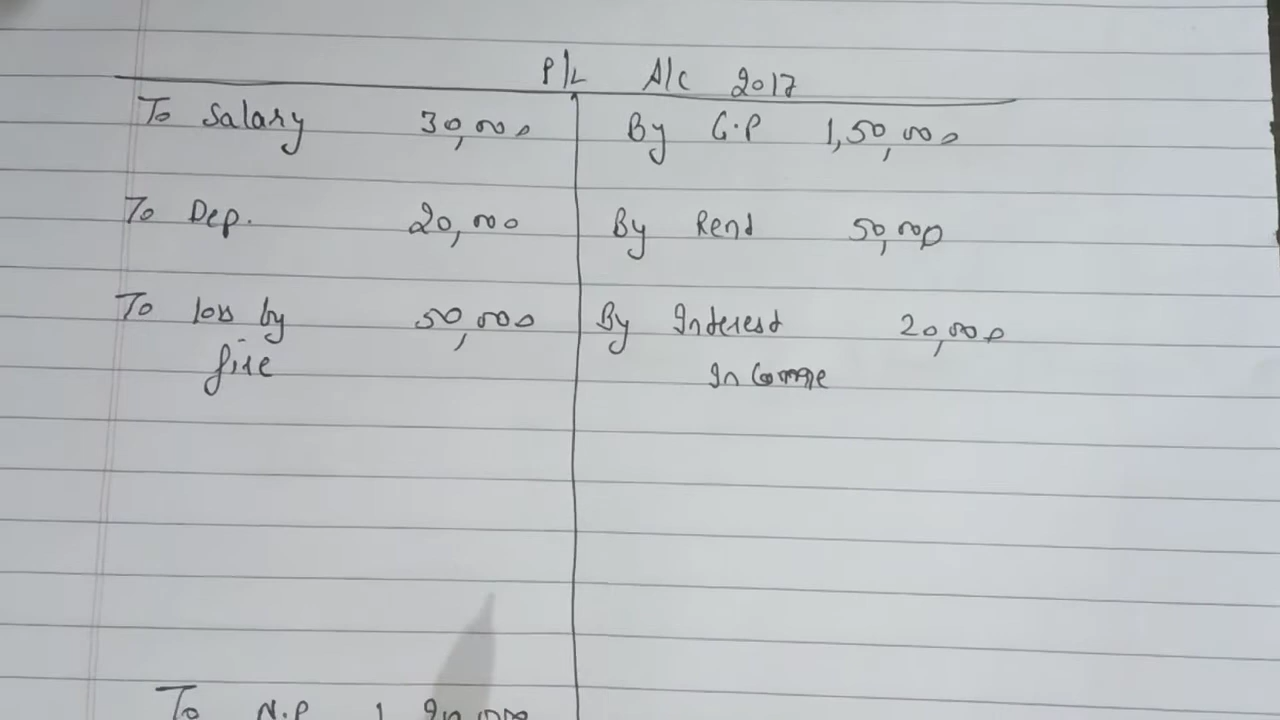 P/L A/C 2017
To Salary 30,000 By G.P 1,50,000
To Dep. 20,000 By Rent 50,000
To loss by 50,000 By Interest 20,000
fire Income
To N.P 1